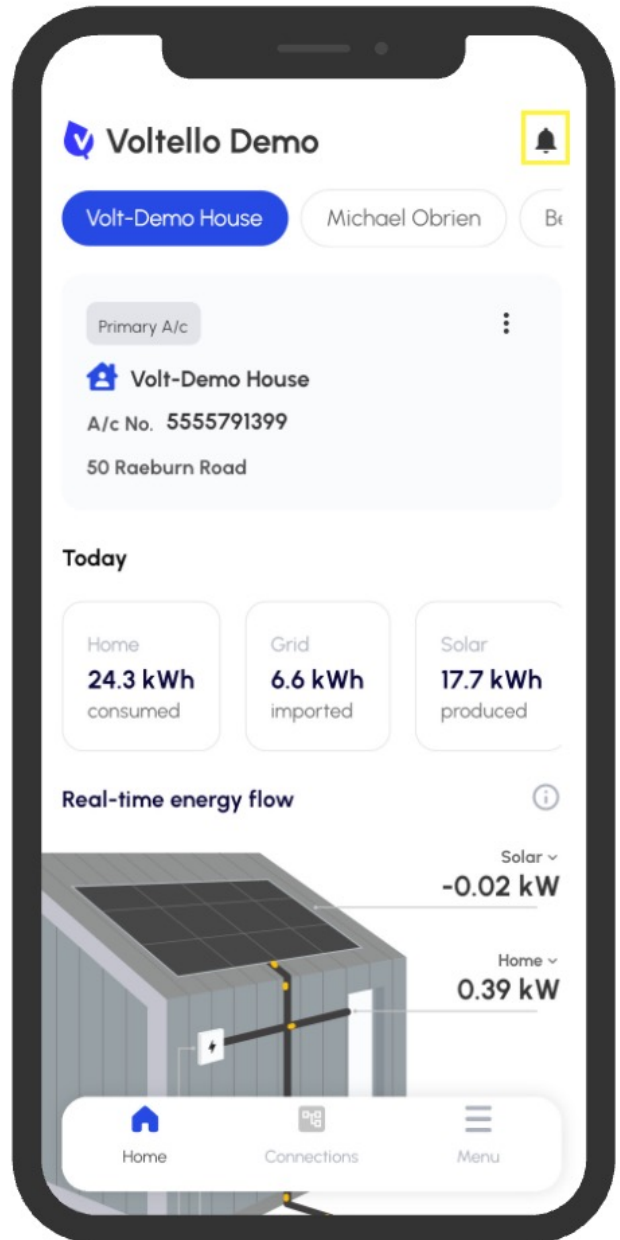 Voltello Demo
Volt-Demo House Michael Obrien
Primary A/c
Volt-Demo House
A/c No. 5555791399
50 Raeburn Road
Today
Home Grid Solar
24.3 kWh 6.6 kWh 17.7 kWh
consumed imported produced
Real-time energy flow
Solar
-0.02 kW
Home
0.39 kW
Home Connections Menu